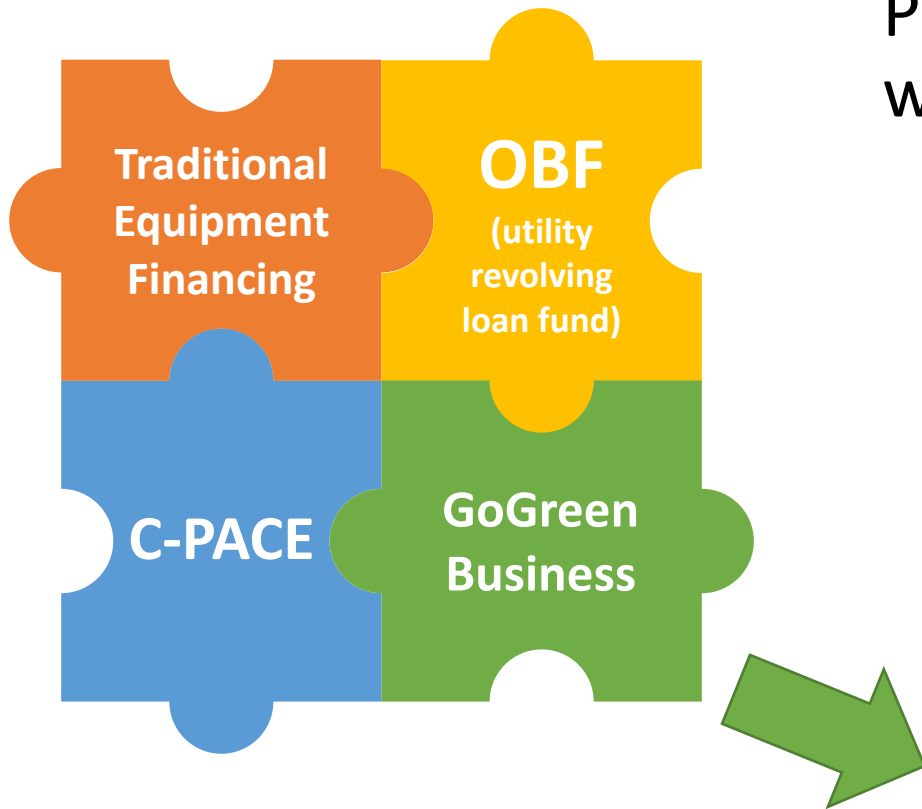 Traditional
Equipment
Financing
OBF
(utility
revolving
loan fund)
C-PACE
GoGreen
Business